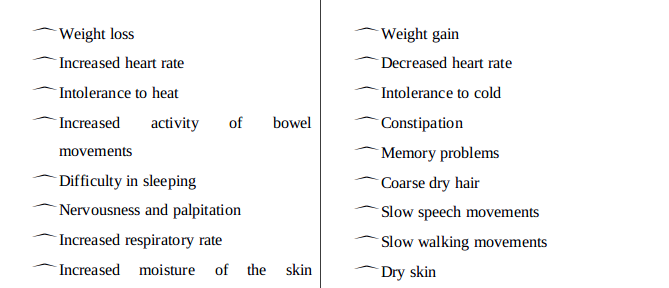 Weight loss
Increased heart rate
Intolerance to heat
Increased activity of bowel
movements
Difficulty in sleeping
Nervousness and palpitation
Increased respiratory rate
Increased moisture of the skin
Weight gain
Decreased heart rate
Intolerance to cold
Constipation
Memory problems
Coarse dry hair
Slow speech movements
Slow walking movements
Dry skin